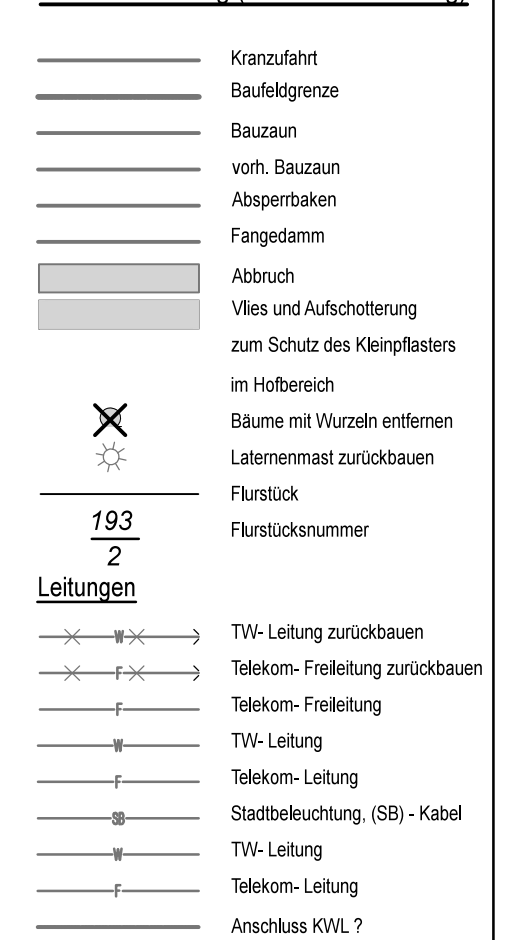 Kranzufahrt
Baufeldgrenze
Bauzaun
vorh. Bauzaun
Absperrbaken
Fangedamm
Abbruch
Vlies und Aufschotterung
zum Schutz des Kleinpflasters
im Hofbereich
Bäume mit Wurzeln entfernen
Laternenmast zurückbauen
Flurstück
193
2
Flurstücksnummer
Leitungen
W TW- Leitung zurückbauen
F Telekom- Freileitung zurückbauen
F Telekom- Freileitung
W TW- Leitung
F Telekom- Leitung
SB Stadtbeleuchtung, (SB) - Kabel
W TW- Leitung
F Telekom- Leitung
Anschluss KWL ?